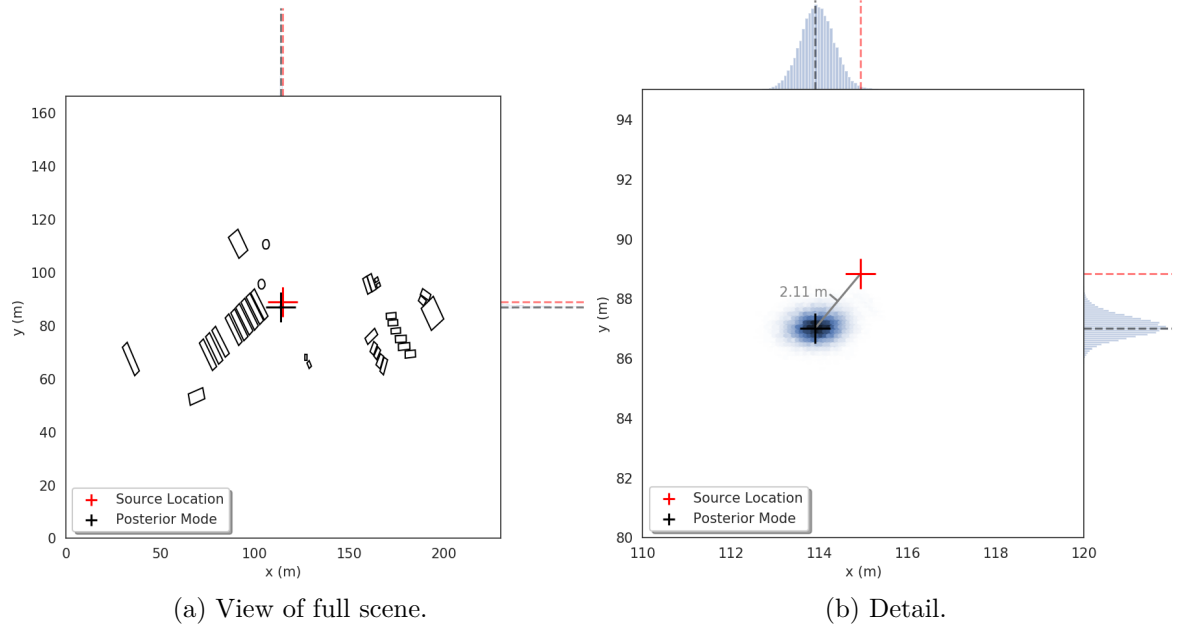 160
140
120
100
80
60
40
20
0
y (m)
0 50 100 150 200
x (m)
Source Location
Posterior Mode
(a) View of full scene.
94
92
90
88
86
84
82
80
y (m)
110 112 114 116 118 120
x (m)
2.11 m
Source Location
Posterior Mode
(b) Detail.